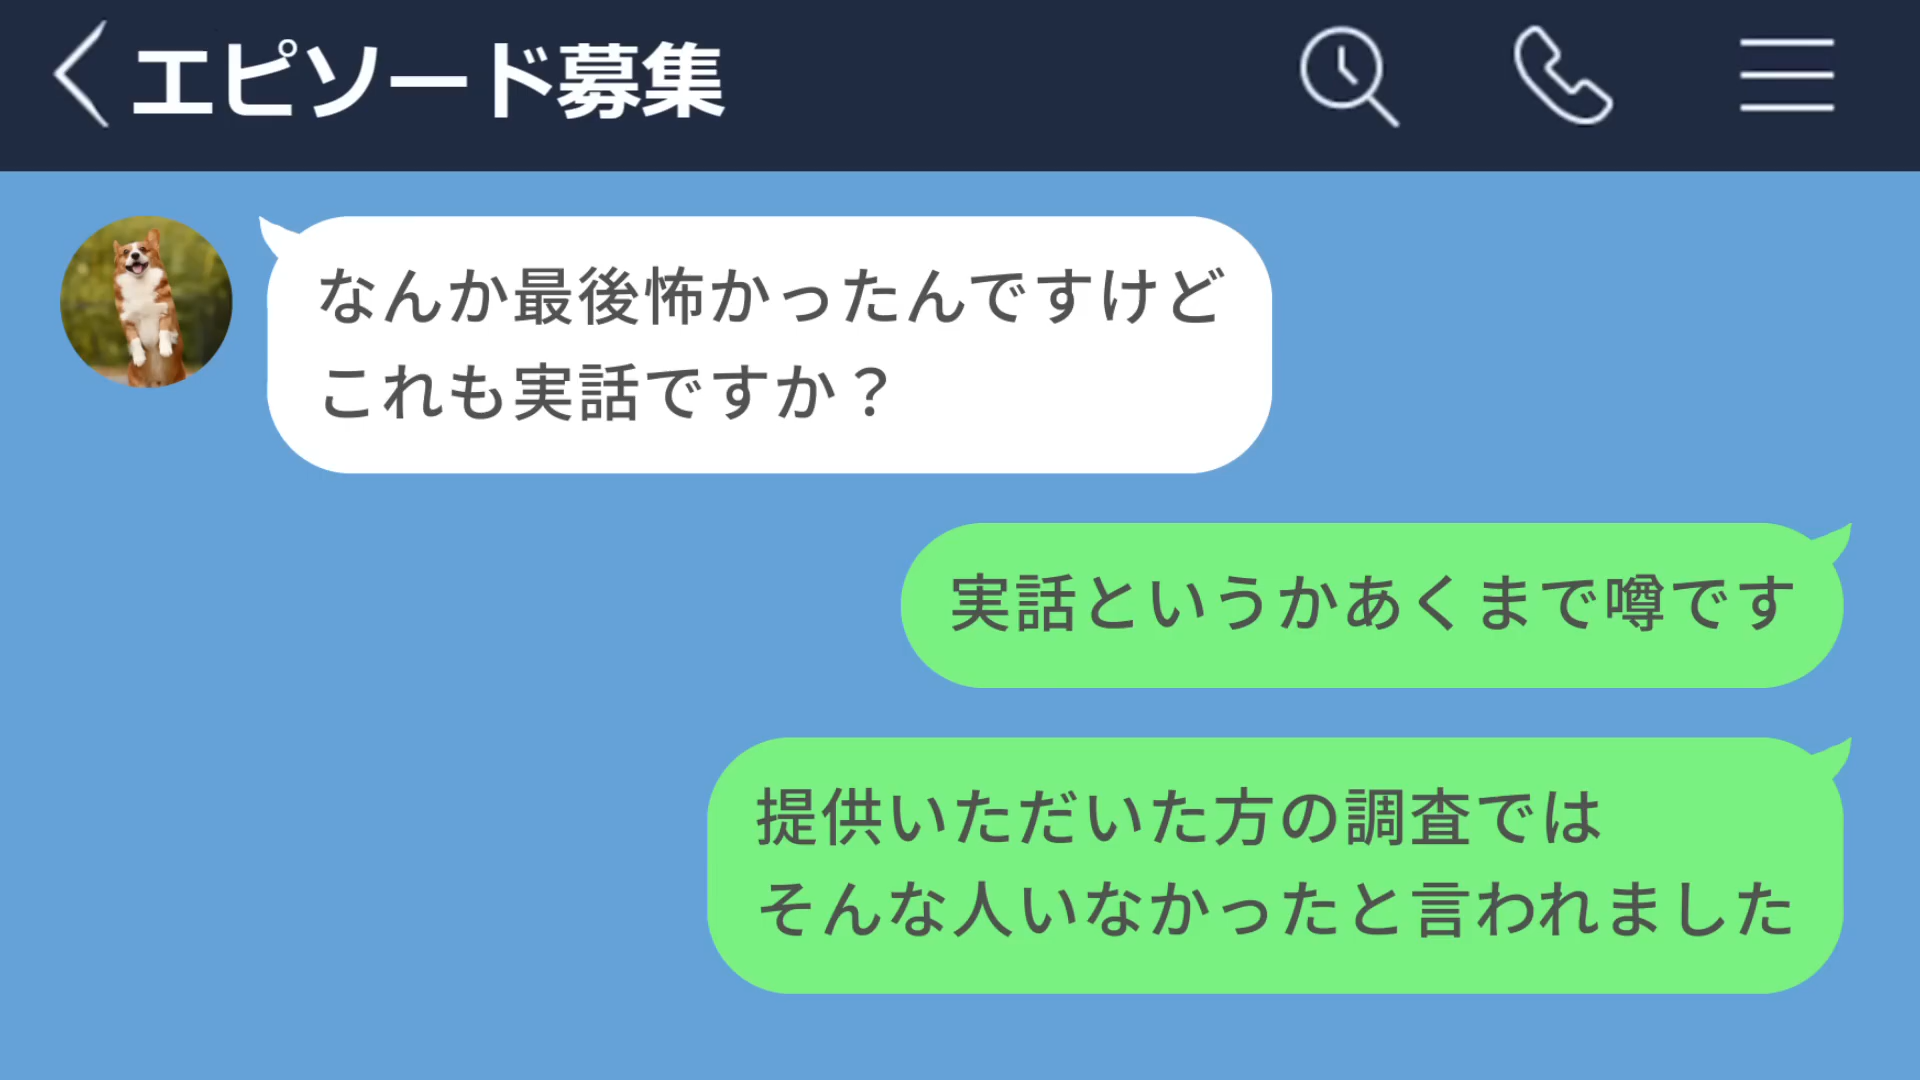 エピソード募集
なんか最後怖かったんですけど
これも実話ですか？
実話というかあくまで噂です
提供いただいた方の調査では
そんな人いなかったと言われました